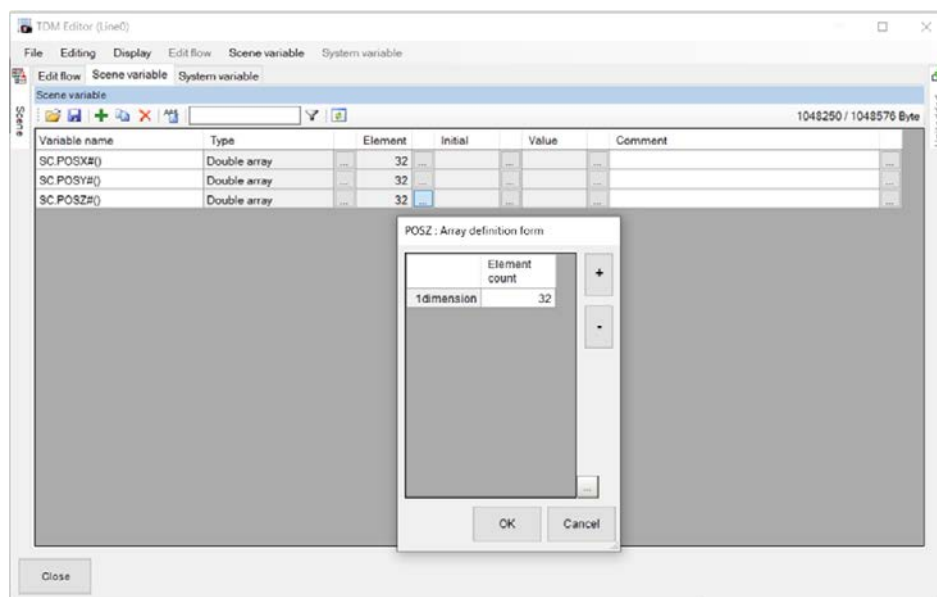 TDM Editor (Line0)
File Editing Display Edit flow Scene variable System variable
Edit flow Scene variable System variable
Scene variable
Scene
1048250 / 1048576 Byte
Variable name Type Element Initial Value Comment
SC.POSX#() Double array ... 32 ... ... ... ...
SC.POSY#() Double array ... 32 ... ... ... ...
SC.POSZ#() Double array ... 32 ... ... ... ...
POSZ : Array definition form
Element
count
+
1dimension 32
-
...
OK Cancel
Close